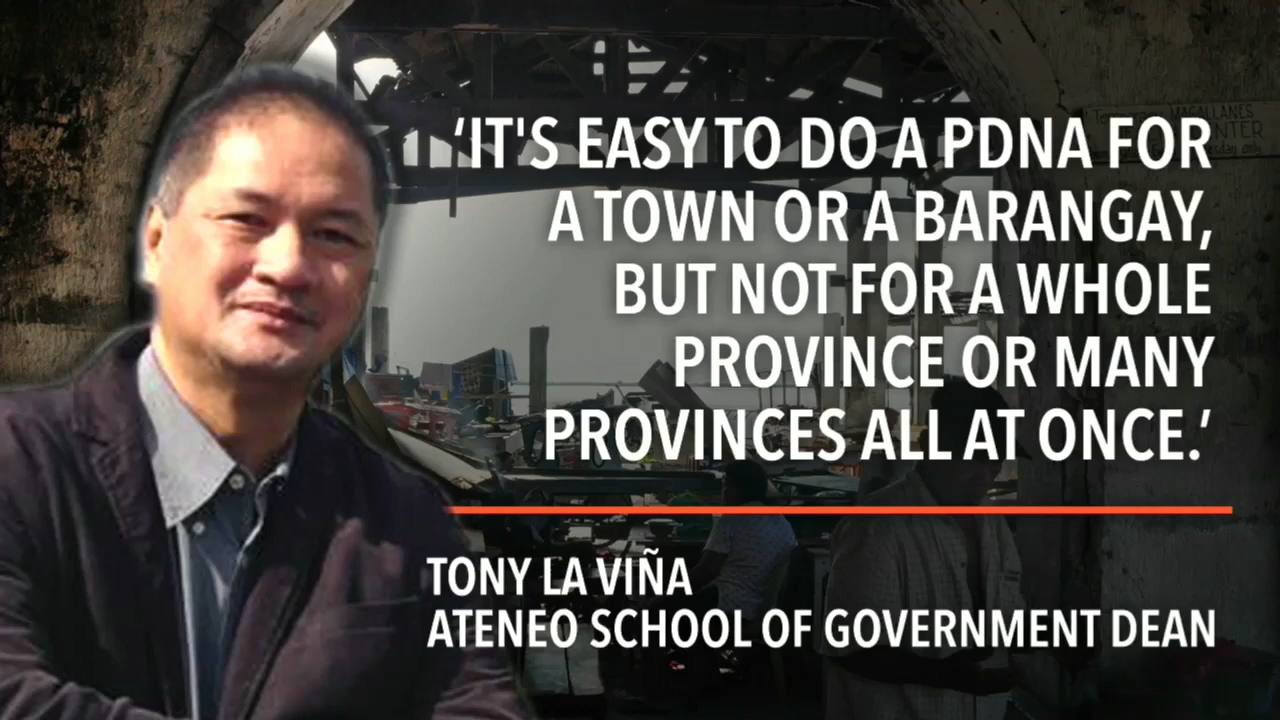 ‘IT'S EASY TO DO A PDNA FOR
A TOWN OR A BARANGAY,
BUT NOT FOR A WHOLE
PROVINCE OR MANY
PROVINCES ALL AT ONCE.’
TONY LA VIÑA
ATENEO SCHOOL OF GOVERNMENT DEAN
MAGALLANES